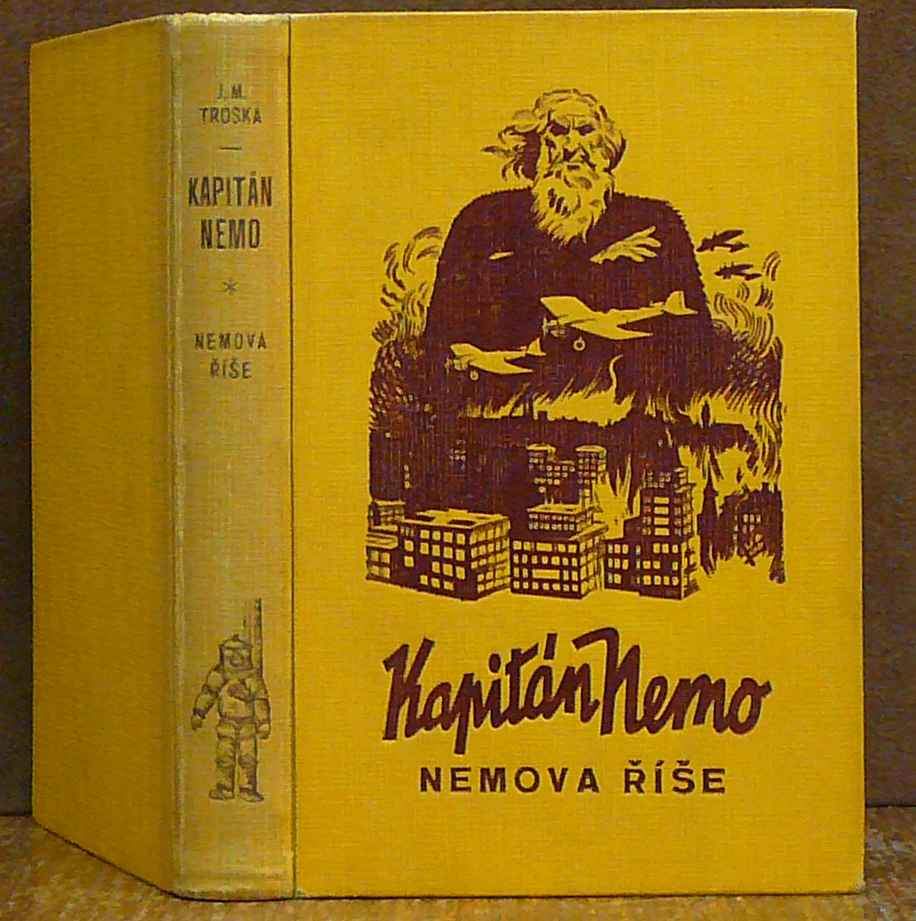 J. M.
TROSKA
—
KAPITÁN
NEMO
*
NEMOVA
ŘÍŠE
Kapitán Nemo
NEMOVA ŘÍŠE